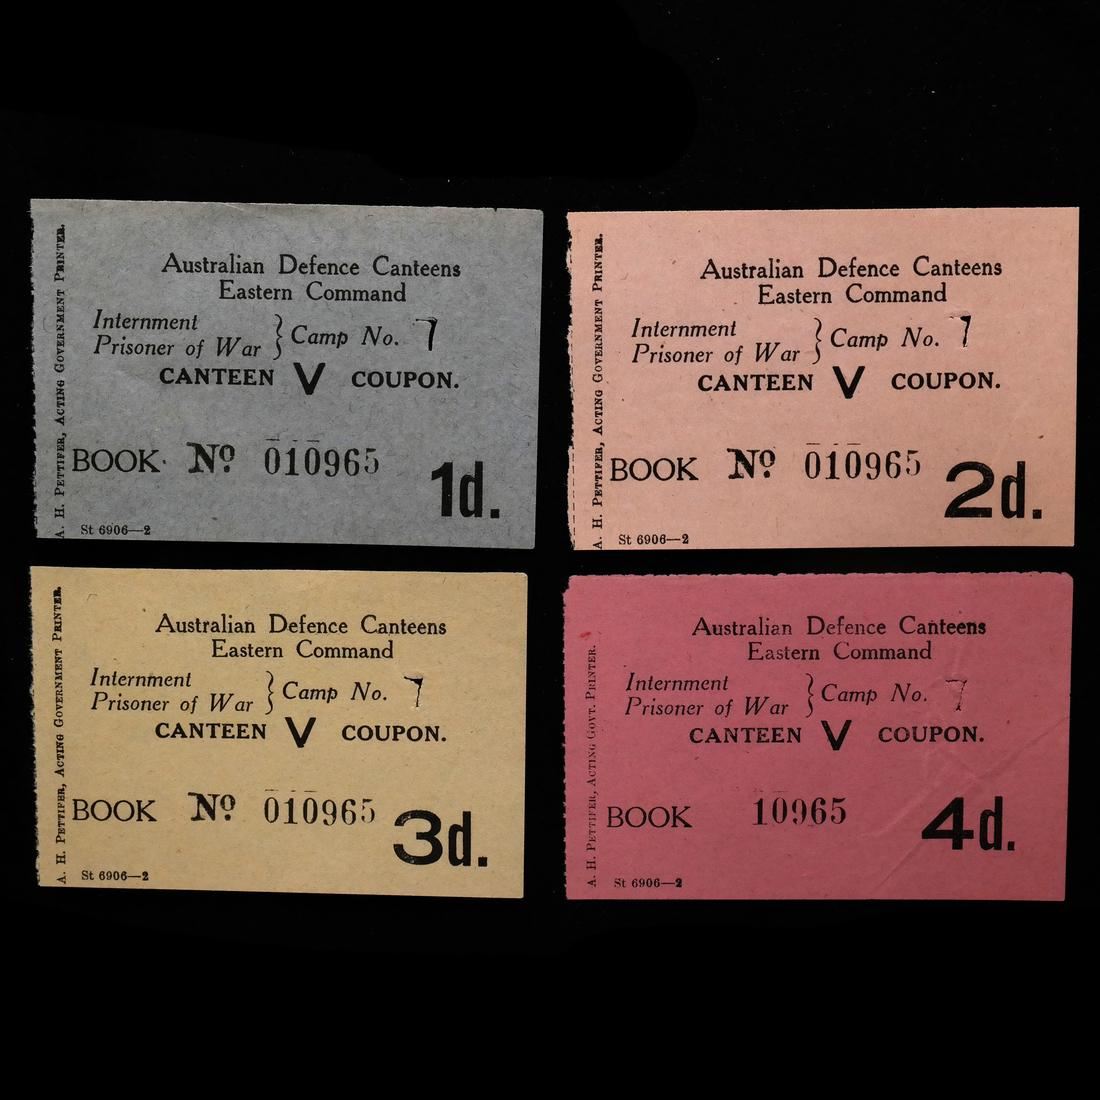 A. H. PETTIFER, ACTING GOVERNMENT PRINTER.
Australian Defence Canteens
Eastern Command
Internment
Prisoner of War } Camp No. 7
CANTEEN V COUPON.
BOOK No. 010965
1d.
St 6906—2
A. H. PETTIFER, ACTING GOVERNMENT PRINTER.
Australian Defence Canteens
Eastern Command
Internment
Prisoner of War } Camp No. 7
CANTEEN V COUPON.
BOOK No. 010965
2d.
St 6906—2
A. H. PETTIFER, ACTING GOVERNMENT PRINTER.
Australian Defence Canteens
Eastern Command
Internment
Prisoner of War } Camp No. 7
CANTEEN V COUPON.
BOOK No 010965
3d.
St 6906—2
A. H. PETTIFER, ACTING GOVT. PRINTER.
Australian Defence Canteens
Eastern Command
Internment
Prisoner of War } Camp No. 7
CANTEEN V COUPON.
BOOK 10965
4d.
St 6906—2